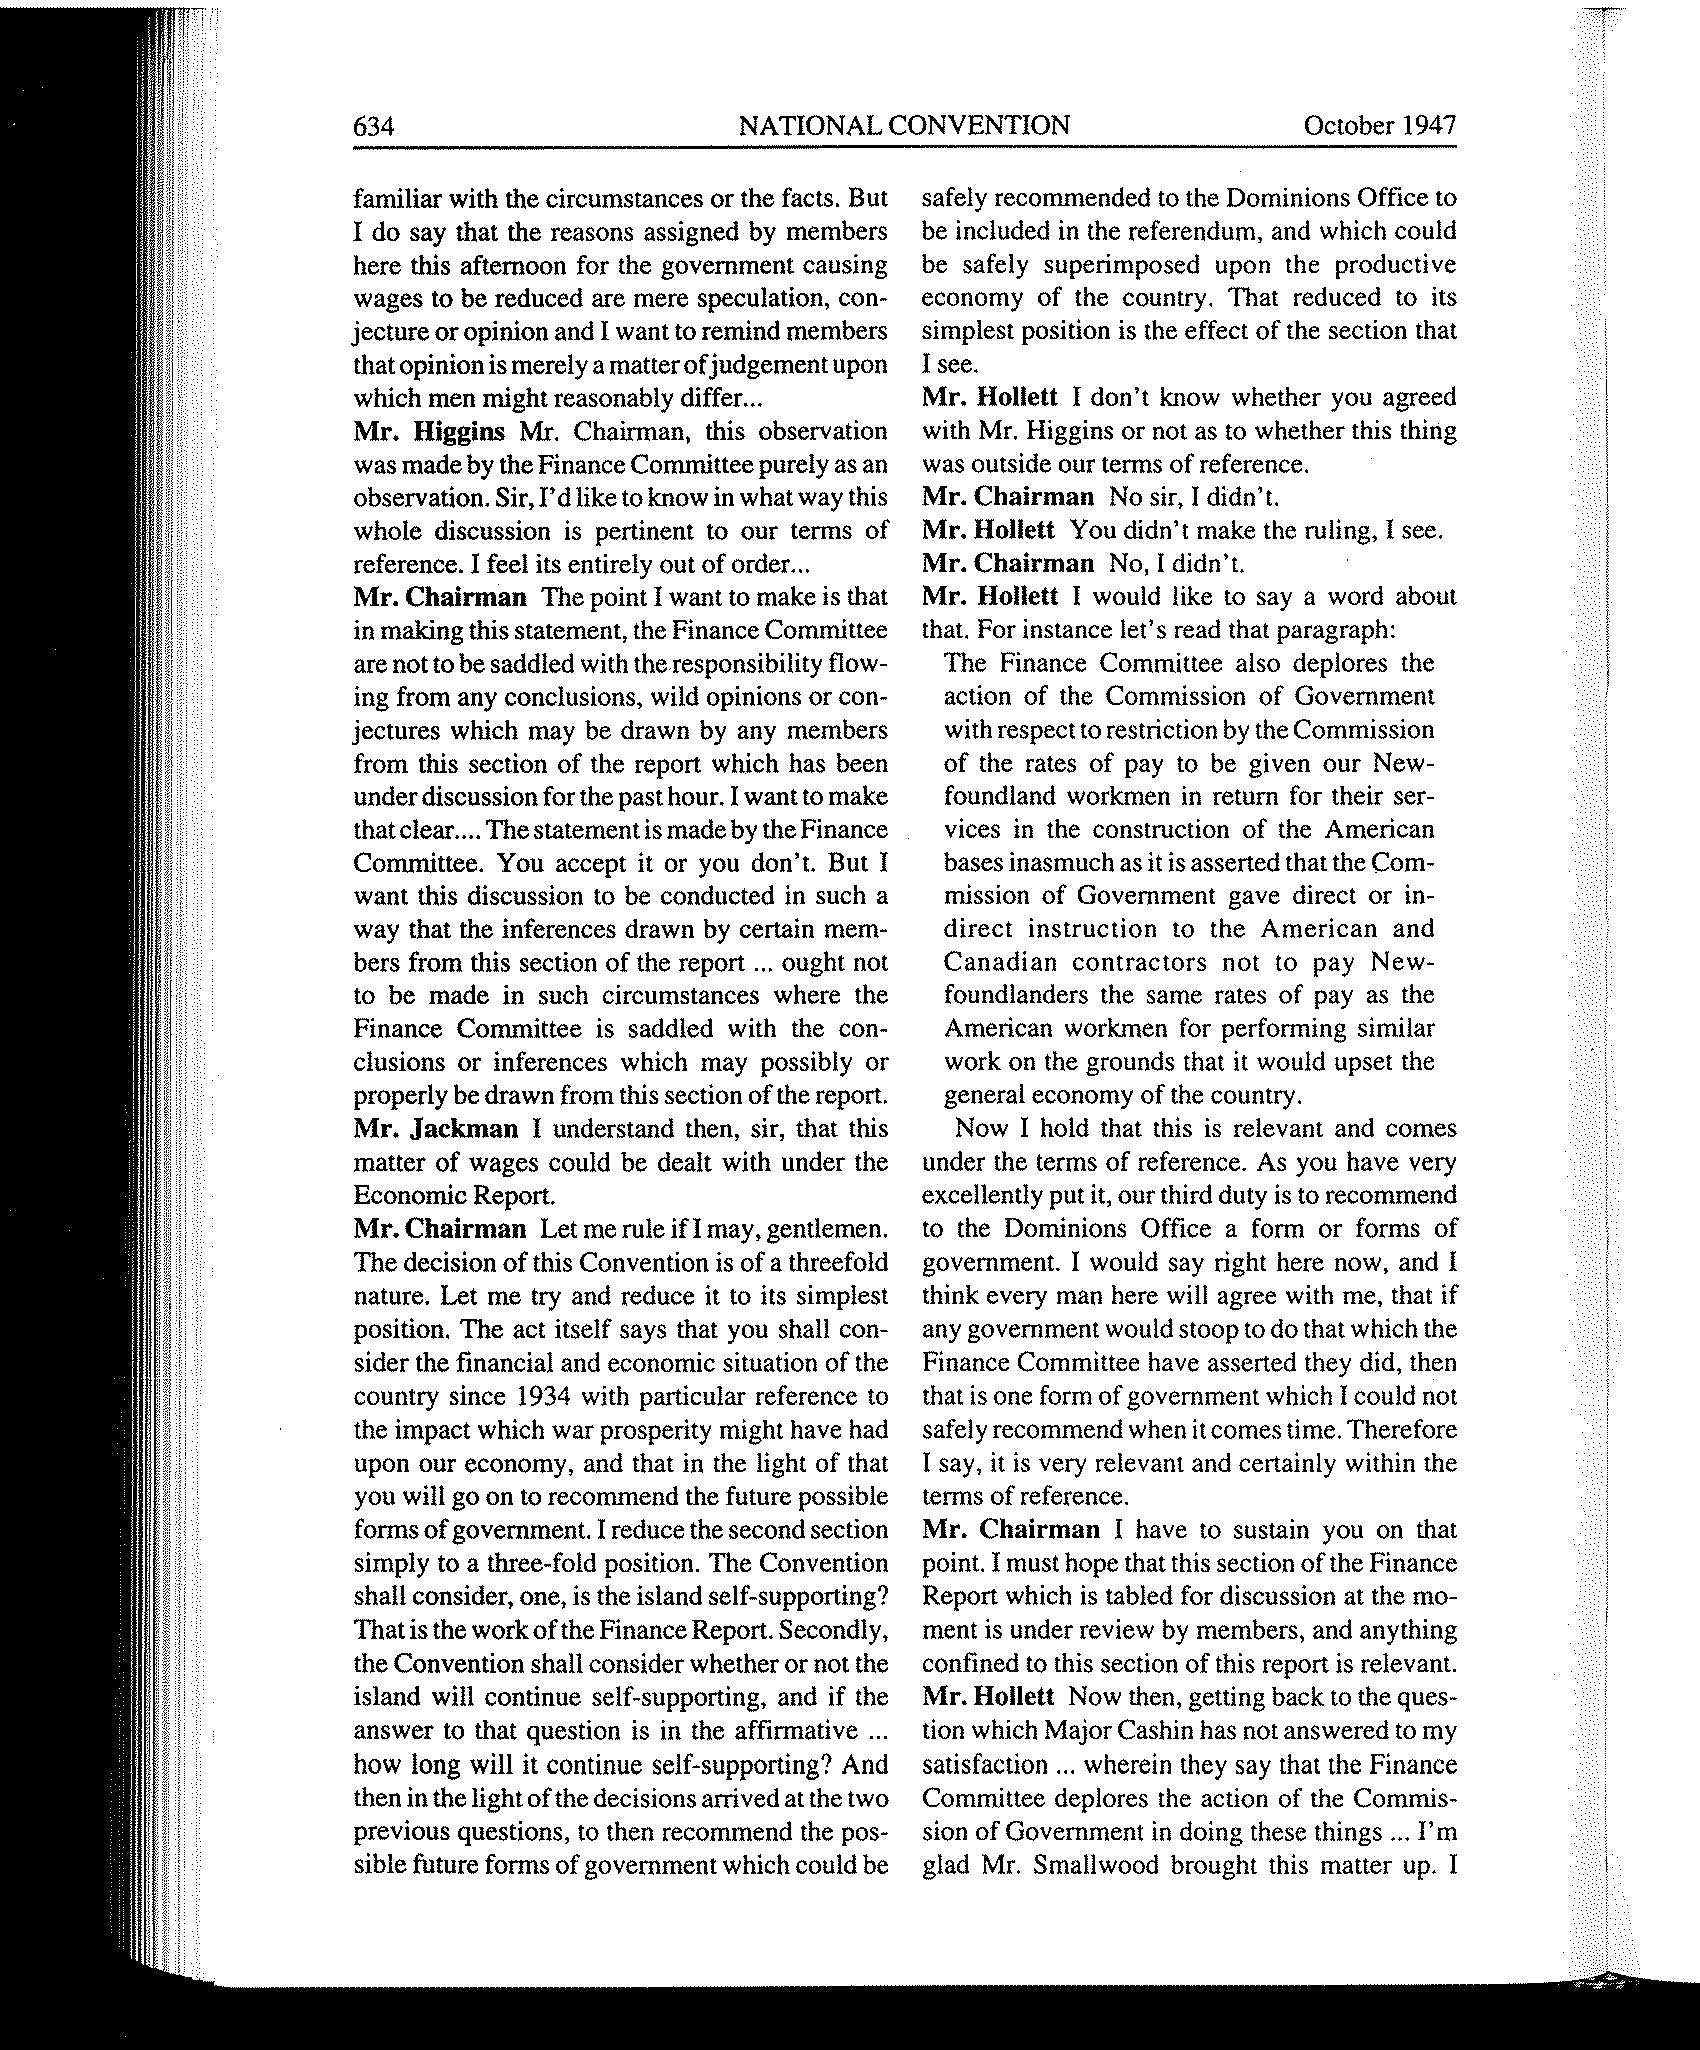 634 NATIONAL CONVENTION October 1947
familiar with the circumstances or the facts. But
I do say that the reasons assigned by members
here this afternoon for the government causing
wages to be reduced are mere speculation, con-
jecture or opinion and I want to remind members
that opinion is merely a matter of judgement upon
which men might reasonably differ...
Mr. Higgins Mr. Chairman, this observation
was made by the Finance Committee purely as an
observation. Sir, I'd like to know in what way this
whole discussion is pertinent to our terms of
reference. I feel its entirely out of order...
Mr. Chairman The point I want to make is that
in making this statement, the Finance Committee
are not to be saddled with the responsibility flow-
ing from any conclusions, wild opinions or con-
jectures which may be drawn by any members
from this section of the report which has been
under discussion for the past hour. I want to make
that clear.... The statement is made by the Finance
Committee. You accept it or you don't. But I
want this discussion to be conducted in such a
way that the inferences drawn by certain mem-
bers from this section of the report ... ought not
to be made in such circumstances where the
Finance Committee is saddled with the con-
clusions or inferences which may possibly or
properly be drawn from this section of the report.
Mr. Jackman I understand then, sir, that this
matter of wages could be dealt with under the
Economic Report.
Mr. Chairman Let me rule if I may, gentlemen.
The decision of this Convention is of a threefold
nature. Let me try and reduce it to its simplest
position. The act itself says that you shall con-
sider the financial and economic situation of the
country since 1934 with particular reference to
the impact which war prosperity might have had
upon our economy, and that in the light of that
you will go on to recommend the future possible
forms of government. I reduce the second section
simply to a three-fold position. The Convention
shall consider, one, is the island self-supporting?
That is the work of the Finance Report. Secondly,
the Convention shall consider whether or not the
island will continue self-supporting, and if the
answer to that question is in the affirmative ...
how long will it continue self-supporting? And
then in the light of the decisions arrived at the two
previous questions, to then recommend the pos-
sible future forms of government which could be
safely recommended to the Dominions Office to
be included in the referendum, and which could
be safely superimposed upon the productive
economy of the country. That reduced to its
simplest position is the effect of the section that
I see.
Mr. Hollett I don't know whether you agreed
with Mr. Higgins or not as to whether this thing
was outside our terms of reference.
Mr. Chairman No sir, I didn't.
Mr. Hollett You didn't make the ruling, I see.
Mr. Chairman No, I didn't.
Mr. Hollett I would like to say a word about
that. For instance let's read that paragraph:
The Finance Committee also deplores the
action of the Commission of Government
with respect to restriction by the Commission
of the rates of pay to be given our New-
foundland workmen in return for their ser-
vices in the construction of the American
bases inasmuch as it is asserted that the Com-
mission of Government gave direct or in-
direct instruction to the American and
Canadian contractors not to pay New-
foundlanders the same rates of pay as the
American workmen for performing similar
work on the grounds that it would upset the
general economy of the country.
Now I hold that this is relevant and comes
under the terms of reference. As you have very
excellently put it, our third duty is to recommend
to the Dominions Office a form or forms of
government. I would say right here now, and I
think every man here will agree with me, that if
any government would stoop to do that which the
Finance Committee have asserted they did, then
that is one form of government which I could not
safely recommend when it comes time. Therefore
I say, it is very relevant and certainly within the
terms of reference.
Mr. Chairman I have to sustain you on that
point. I must hope that this section of the Finance
Report which is tabled for discussion at the mo-
ment is under review by members, and anything
confined to this section of this report is relevant.
Mr. Hollett Now then, getting back to the ques-
tion which Major Cashin has not answered to my
satisfaction ... wherein they say that the Finance
Committee deplores the action of the Commis-
sion of Government in doing these things ... I'm
glad Mr. Smallwood brought this matter up. I